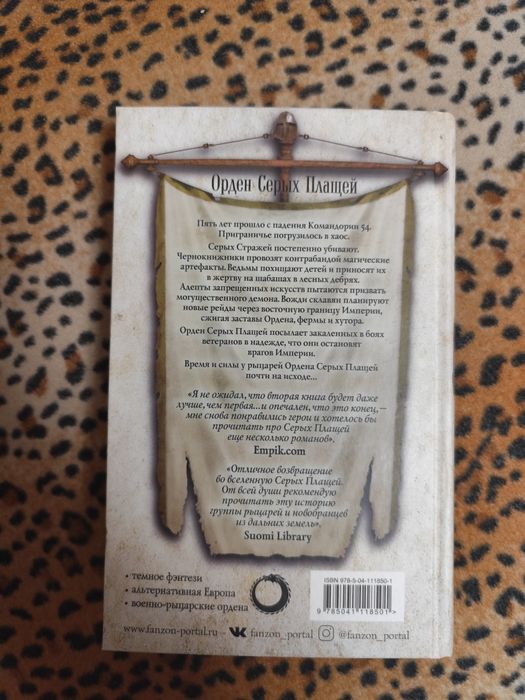 Орден Серых Плащей
Пять лет прошло с падения Командории 54.
Приграничье погрузилось в хаос.
Серых Стражей постепенно убивают.
Чернокнижники провозят контрабандой магические
артефакты. Ведьмы похищают детей и приносят их
в жертву на шабашах в лесных дебрях.
Адепты запрещенных искусств пытаются призвать
могущественного демона. Вожди склавян планируют
новые рейды через восточную границу Империи,
сжигая заставы Ордена, фермы и хутора.
Орден Серых Плащей посылает закаленных в боях
ветеранов в надежде, что они остановят
врагов Империи.
Время и силы у рыцарей Ордена Серых Плащей
почти на исходе...
«Я не ожидал, что вторая книга будет даже
лучше, чем первая...и опечален, что это конец, —
мне снова понравились герои и хотелось бы
прочитать про Серых Плащей
еще несколько романов».
Empik.com
«Отличное возвращение
во вселенную Серых Плащей.
От всей души рекомендую
прочитать эту историю
группы рыцарей и новобранцев
из дальних земель».
Suomi Library
• темное фэнтези
• альтернативная Европа
• военно-рыцарские ордена
ISBN 978-5-04-111850-1
9 785041 118501 >
www.fanzon-portal.ru – fanzon_portal @fanzon_portal